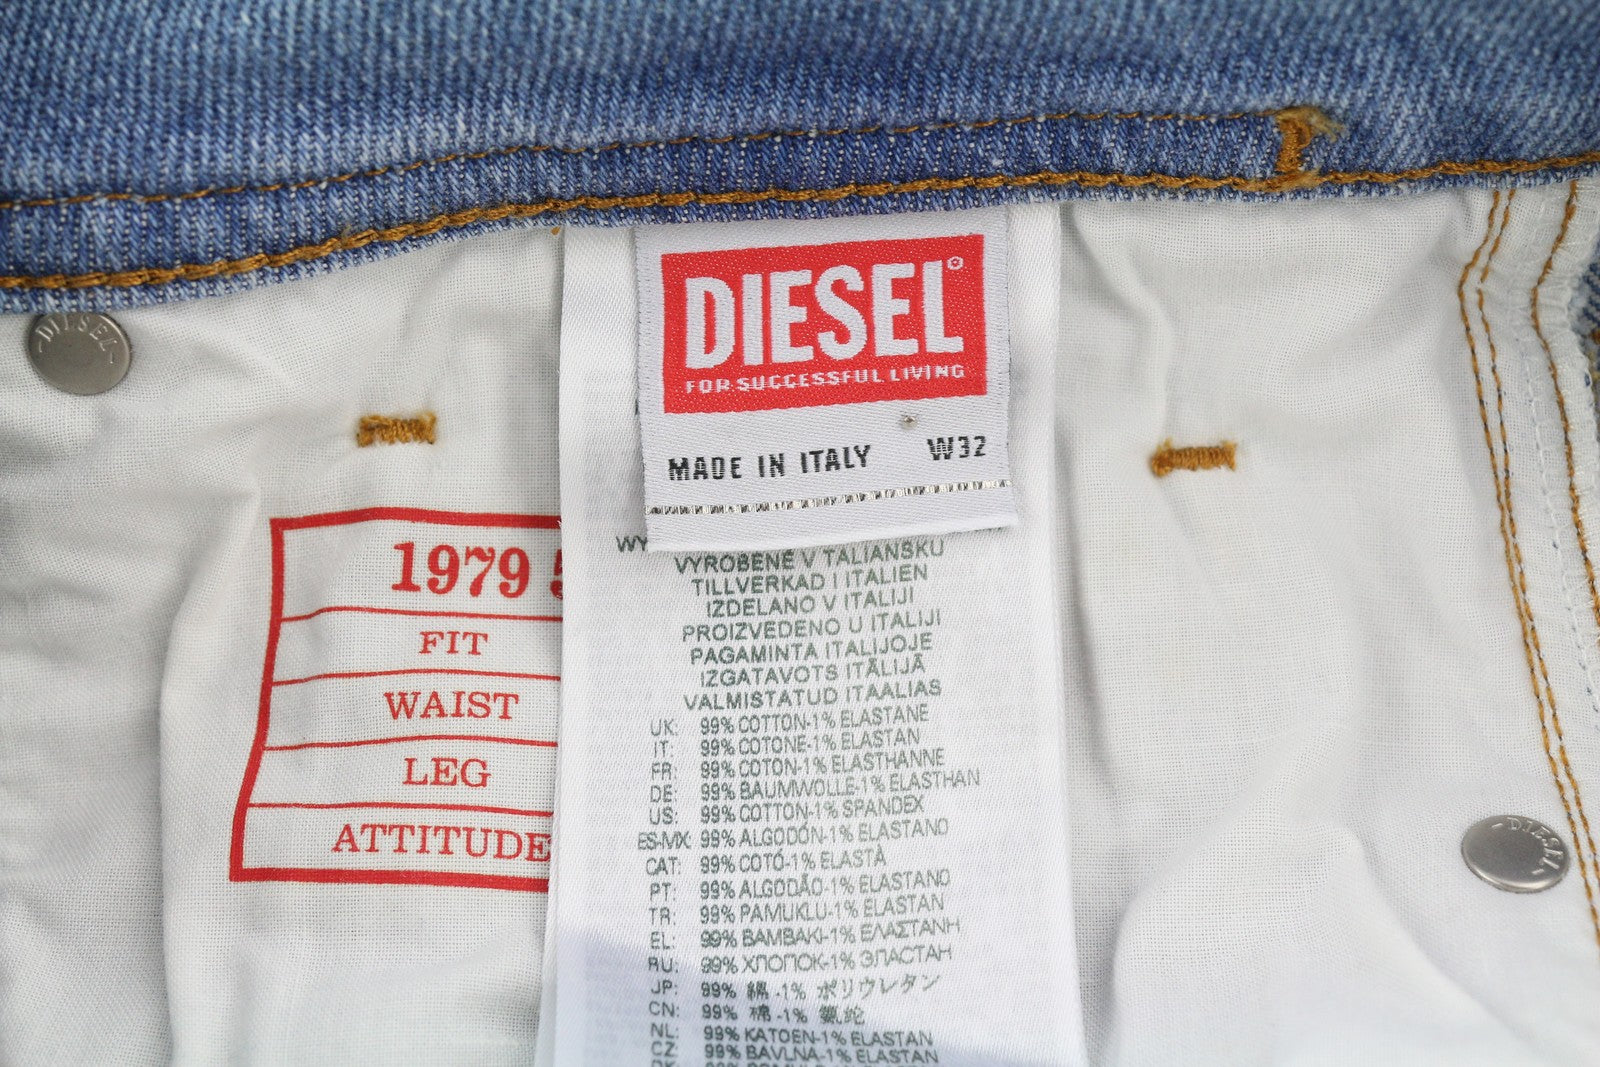 DIESEL
DIESEL
FOR SUCCESSFUL LIVING
MADE IN ITALY W32
1979
FIT
WAIST
LEG
ATTITUDE
VYROBENÉ V TALIANSKU
TILLVERKAD I ITALIEN
IZDELANO V ITALIJI
PROIZVEDENO U ITALIJI
PAGAMINTA ITALIJOJE
IZGATAVOTS ITĀLIJĀ
VALMISTATUD ITAALIAS
UK: 99% COTTON-1% ELASTANE
IT: 99% COTONE-1% ELASTAN
FR: 99% COTON-1% ELASTHANNE
DE: 99% BAUMWOLLE-1% ELASTHAN
US: 99% COTTON-1% SPANDEX
ES-MX: 99% ALGODÓN-1% ELASTANO
CAT: 99% COTÓ-1% ELASTÀ
PT: 99% ALGODÃO-1% ELASTANO
TR: 99% PAMUKLU-1% ELASTAN
EL: 99% ΒΑΜΒΑΚΙ-1% ΕΛΑΣΤΑΝΗ
RU: 99% ХЛОПОК-1% ЭЛАСТАН
JP: 99% 綿 -1% ポリウレタン
CN: 99% 棉 -1% 氨纶
NL: 99% KATOEN-1% ELASTAN
CZ: 99% BAVLNA-1% ELASTAN
DIESEL